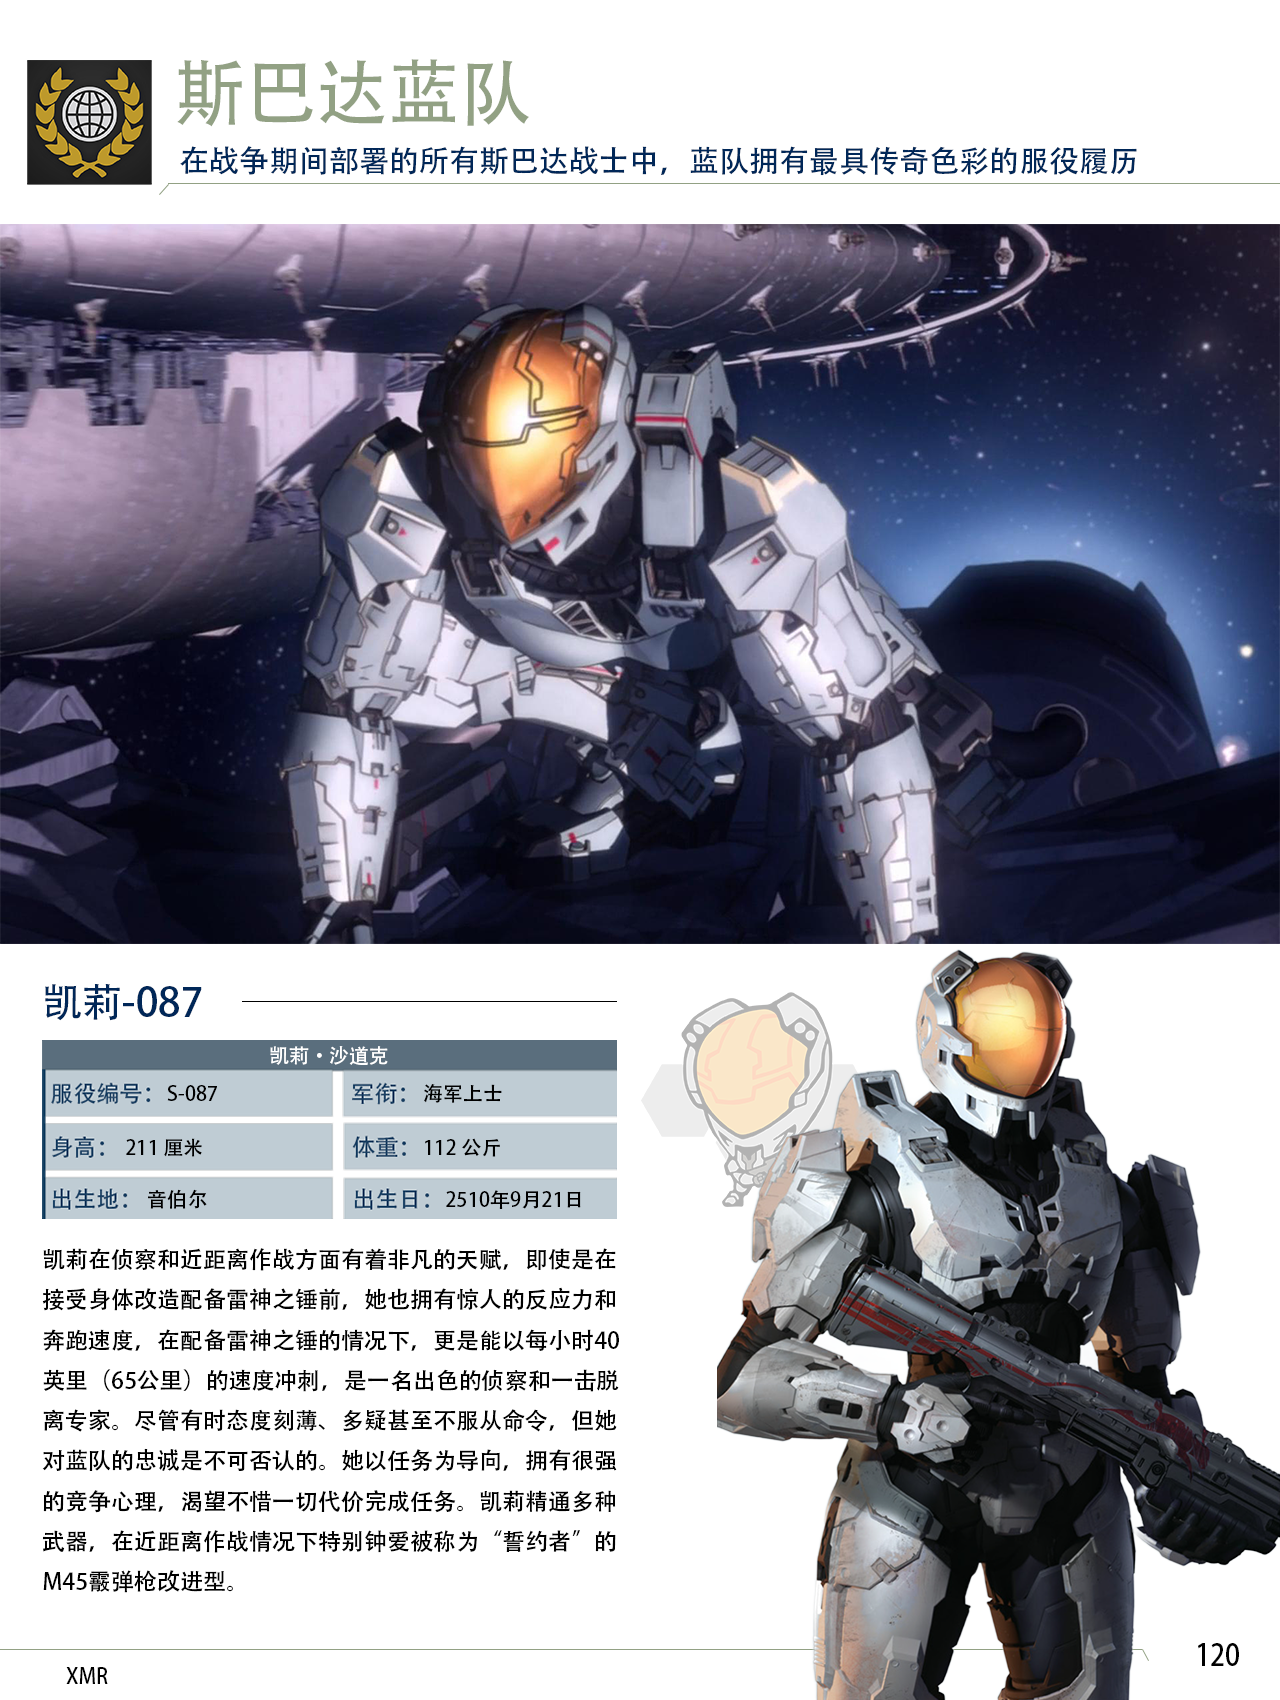 斯巴达蓝队
在战争期间部署的所有斯巴达战士中，蓝队拥有最具传奇色彩的服役履历
087
凯莉-087
凯莉·沙道克
服役编号： S-087 军衔： 海军上士
身高： 211 厘米 体重： 112 公斤
出生地： 音伯尔 出生日： 2510年9月21日
凯莉在侦察和近距离作战方面有着非凡的天赋，即使是在
接受身体改造配备雷神之锤前，她也拥有惊人的反应力和
奔跑速度，在配备雷神之锤的情况下，更是能以每小时40
英里（65公里）的速度冲刺，是一名出色的侦察和一击脱
离专家。尽管有时态度刻薄、多疑甚至不服从命令，但她
对蓝队的忠诚是不可否认的。她以任务为导向，拥有很强
的竞争心理，渴望不惜一切代价完成任务。凯莉精通多种
武器，在近距离作战情况下特别钟爱被称为“誓约者”的
M45霰弹枪改进型。
XMR
120